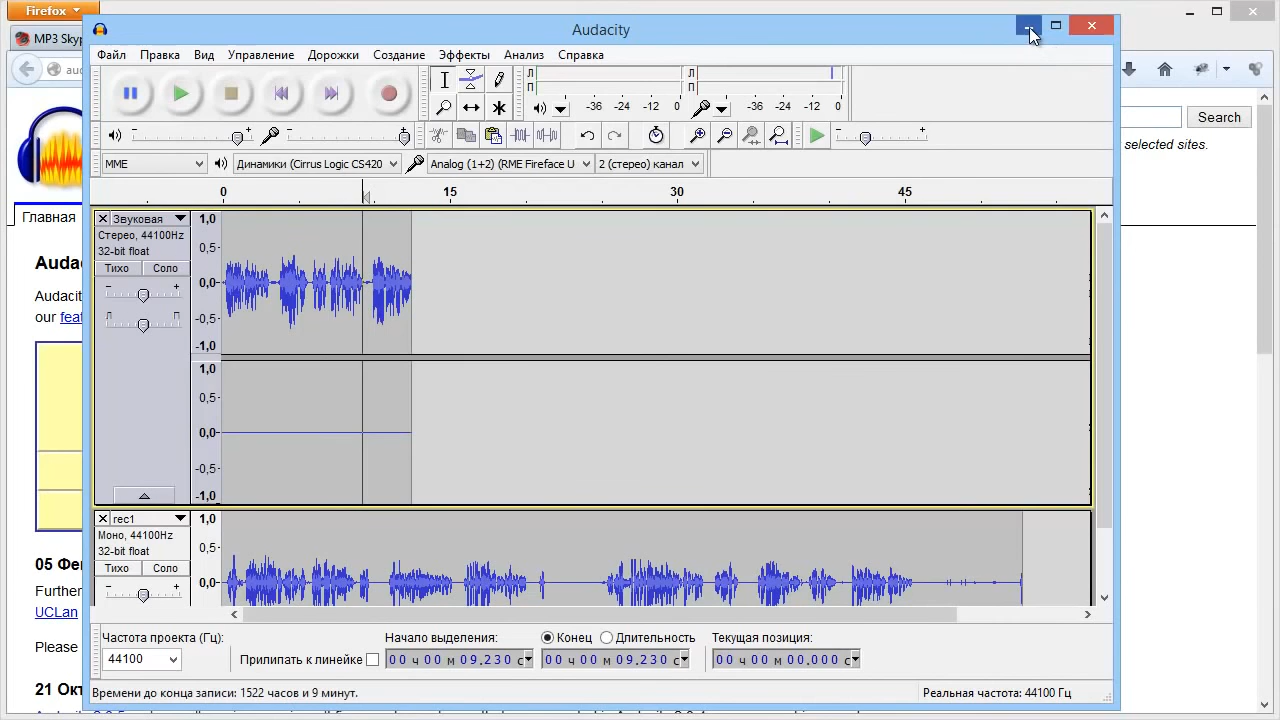 Firefox
Audacity
MP3 Skyp
Файл Правка Вид Управление Дорожки Создание Эффекты Анализ Справка
Л
П
-36 -24 -12 0
Л
П
-36 -24 -12 0
Search
selected sites.
MME Динамики (Cirrus Logic CS420 Analog (1+2) (RME Fireface U 2 (стерео) канал
0 15 30 45
Главная
Звуковая
Стерео, 44100Hz
32-bit float
Тихо Соло
- +
Л П
1,0
0,5-
0,0-
-0,5-
-1,0
1,0
0,5-
0,0-
-0,5-
-1,0
Audac
Audacity
our feat
05 Фе
Further
UCLan
Please
21 Окт
rec1
Моно, 44100Hz
32-bit float
Тихо Соло
- +
1,0
0,5-
0,0-
Частота проекта (Гц):
44100
Прилипать к линейке
Начало выделения:
00 ч 00 м 09.230 с
Конец Длительность
00 ч 00 м 09.230 с
Текущая позиция:
00 ч 00 м 00.000 с
Времени до конца записи: 1522 часов и 9 минут.
Реальная частота: 44100 Гц